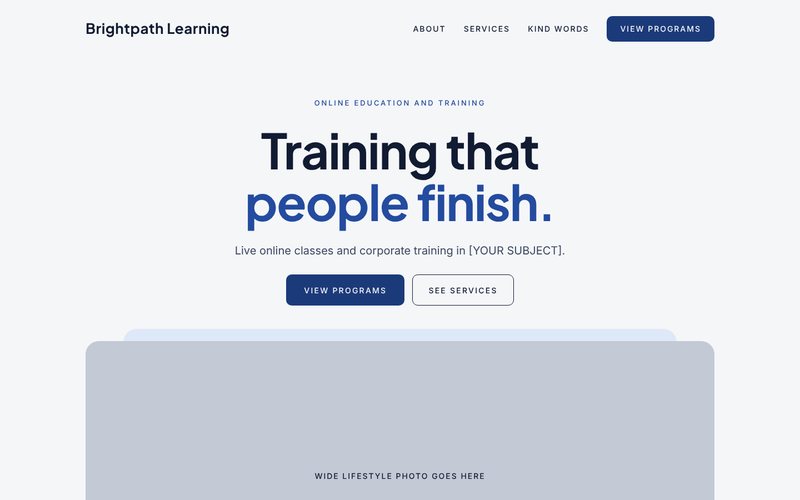 Brightpath Learning
ABOUT
SERVICES
KIND WORDS
VIEW PROGRAMS
ONLINE EDUCATION AND TRAINING
Training that
people finish.
Live online classes and corporate training in [YOUR SUBJECT].
VIEW PROGRAMS
SEE SERVICES
WIDE LIFESTYLE PHOTO GOES HERE